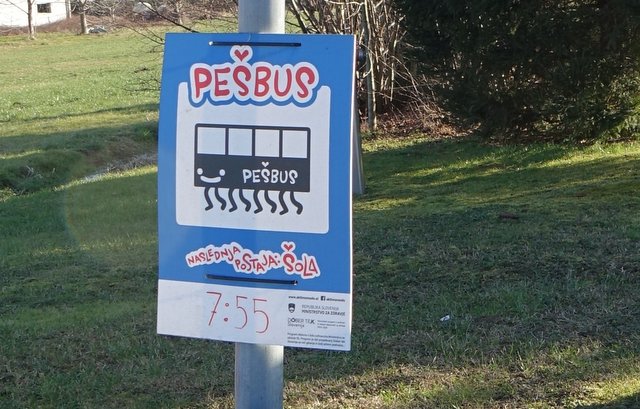 PEŠBUS
PEŠBUS
NASLEDNJA
POSTAJA: ŠOLA
7:55
REPUBLIKA SLOVENIJA
MINISTRSTVO ZA ZDRAVJE
DOBER TEK
Slovenija